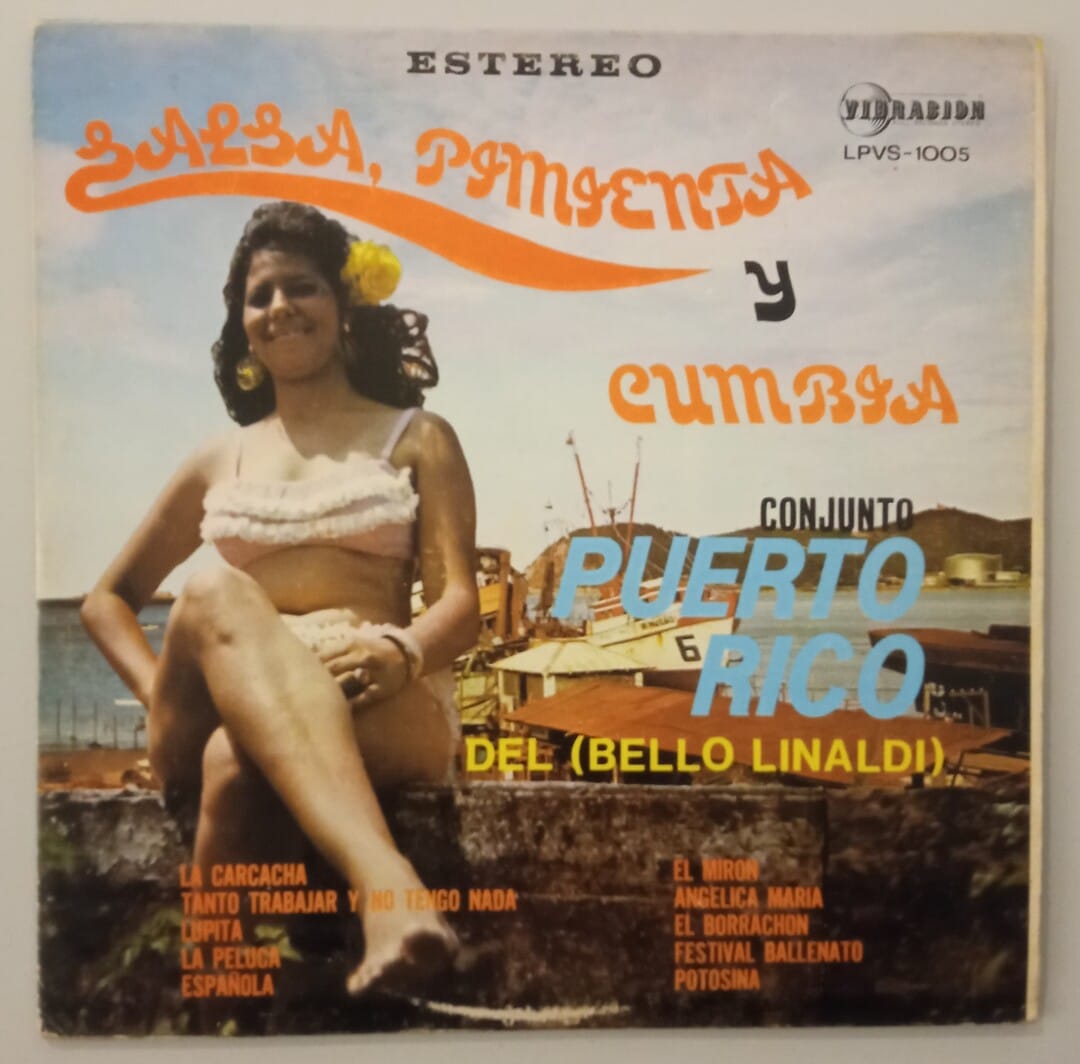 ESTEREO
VIBRACION
LPVS-1005
SALSA, PIMIENTA
Y
CUMBIA
CONJUNTO
PUERTO
RICO
6
DEL (BELLO LINALDI)
LA CARCACHA
TANTO TRABAJAR Y NO TENGO NADA
LUPITA
LA PELUCA
ESPAÑOLA
EL MIRON
ANGELICA MARIA
EL BORRACHON
FESTIVAL BALLENATO
POTOSINA